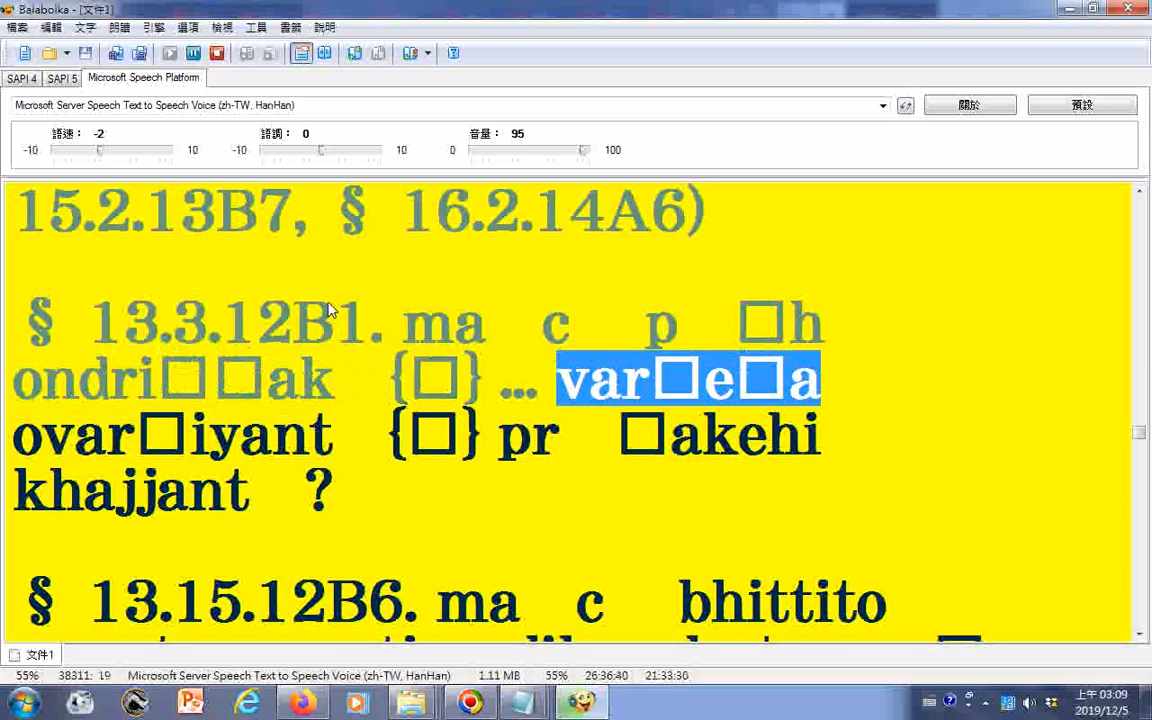 Balabolka - [文件1]
檔案 編輯 文字 朗讀 引擎 選項 檢視 工具 書籤 說明
SAPI 4 SAPI 5 Microsoft Speech Platform
Microsoft Server Speech Text to Speech Voice (zh-TW, HanHan) 關於 預設
語速： -2 語調： 0 音量： 95
-10 10 -10 10 0 100
15.2.13B7, § 16.2.14A6)
§ 13.3.12B1. ma c p □h
ondri□□ak {□} ... var□e□a
ovar□iyant {□} pr □akehi
khajjant ?
§ 13.15.12B6. ma c bhittito
文件1
55% 38311: 19 Microsoft Server Speech Text to Speech Voice (zh-TW, HanHan) 1.11 MB 55% 26:36:40 21:33:30
上午 03:09
2019/12/5